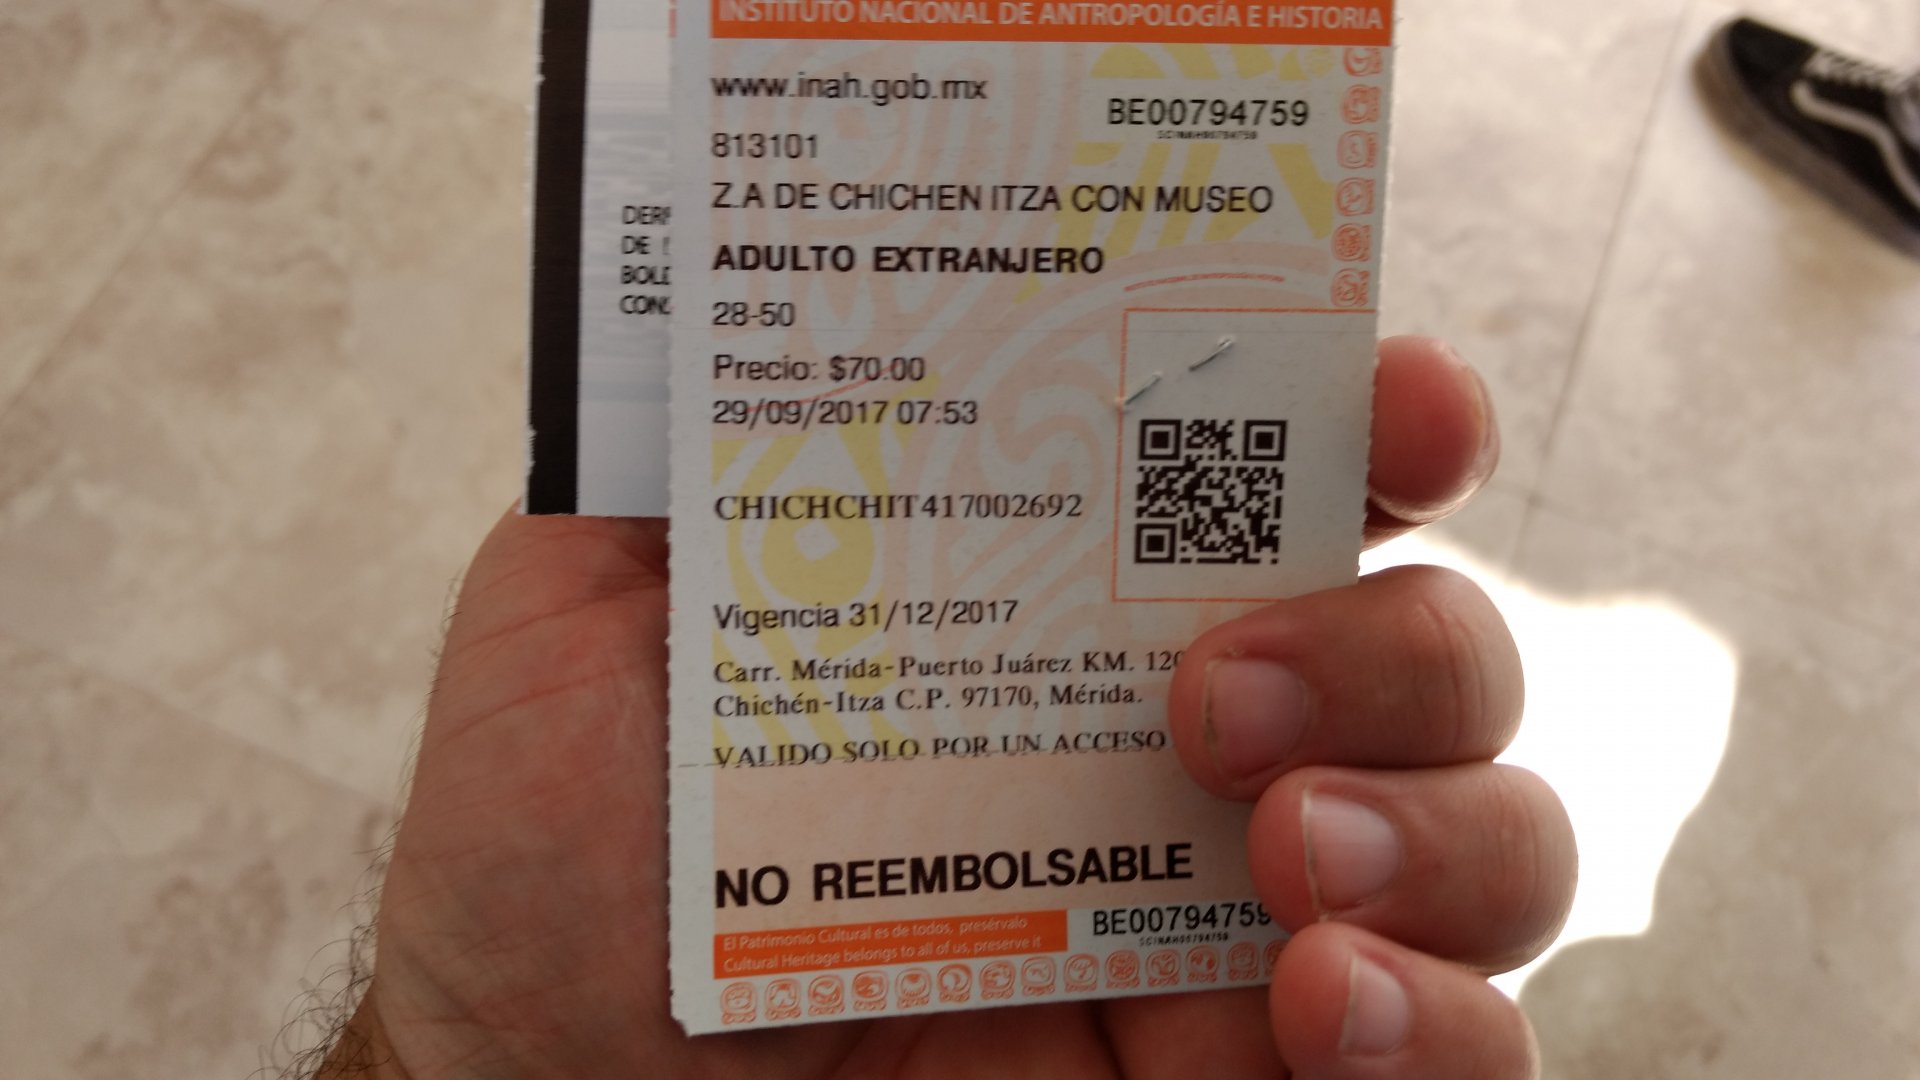 INSTITUTO NACIONAL DE ANTROPOLOGÍA E HISTORIA
www.inah.gob.mx
BE00794759
SCINAH00794759
813101
Z.A DE CHICHEN ITZA CON MUSEO
ADULTO EXTRANJERO
28-50
Precio: $70.00
29/09/2017 07:53
CHICHCHIT417002692
Vigencia 31/12/2017
Carr. Mérida-Puerto Juárez KM. 120
Chichén-Itza C.P. 97170, Mérida.
VALIDO SOLO POR UN ACCESO
NO REEMBOLSABLE
El Patrimonio Cultural es de todos, presérvalo
Cultural Heritage belongs to all of us, preserve it
BE00794759
SCINAH00794759
DE